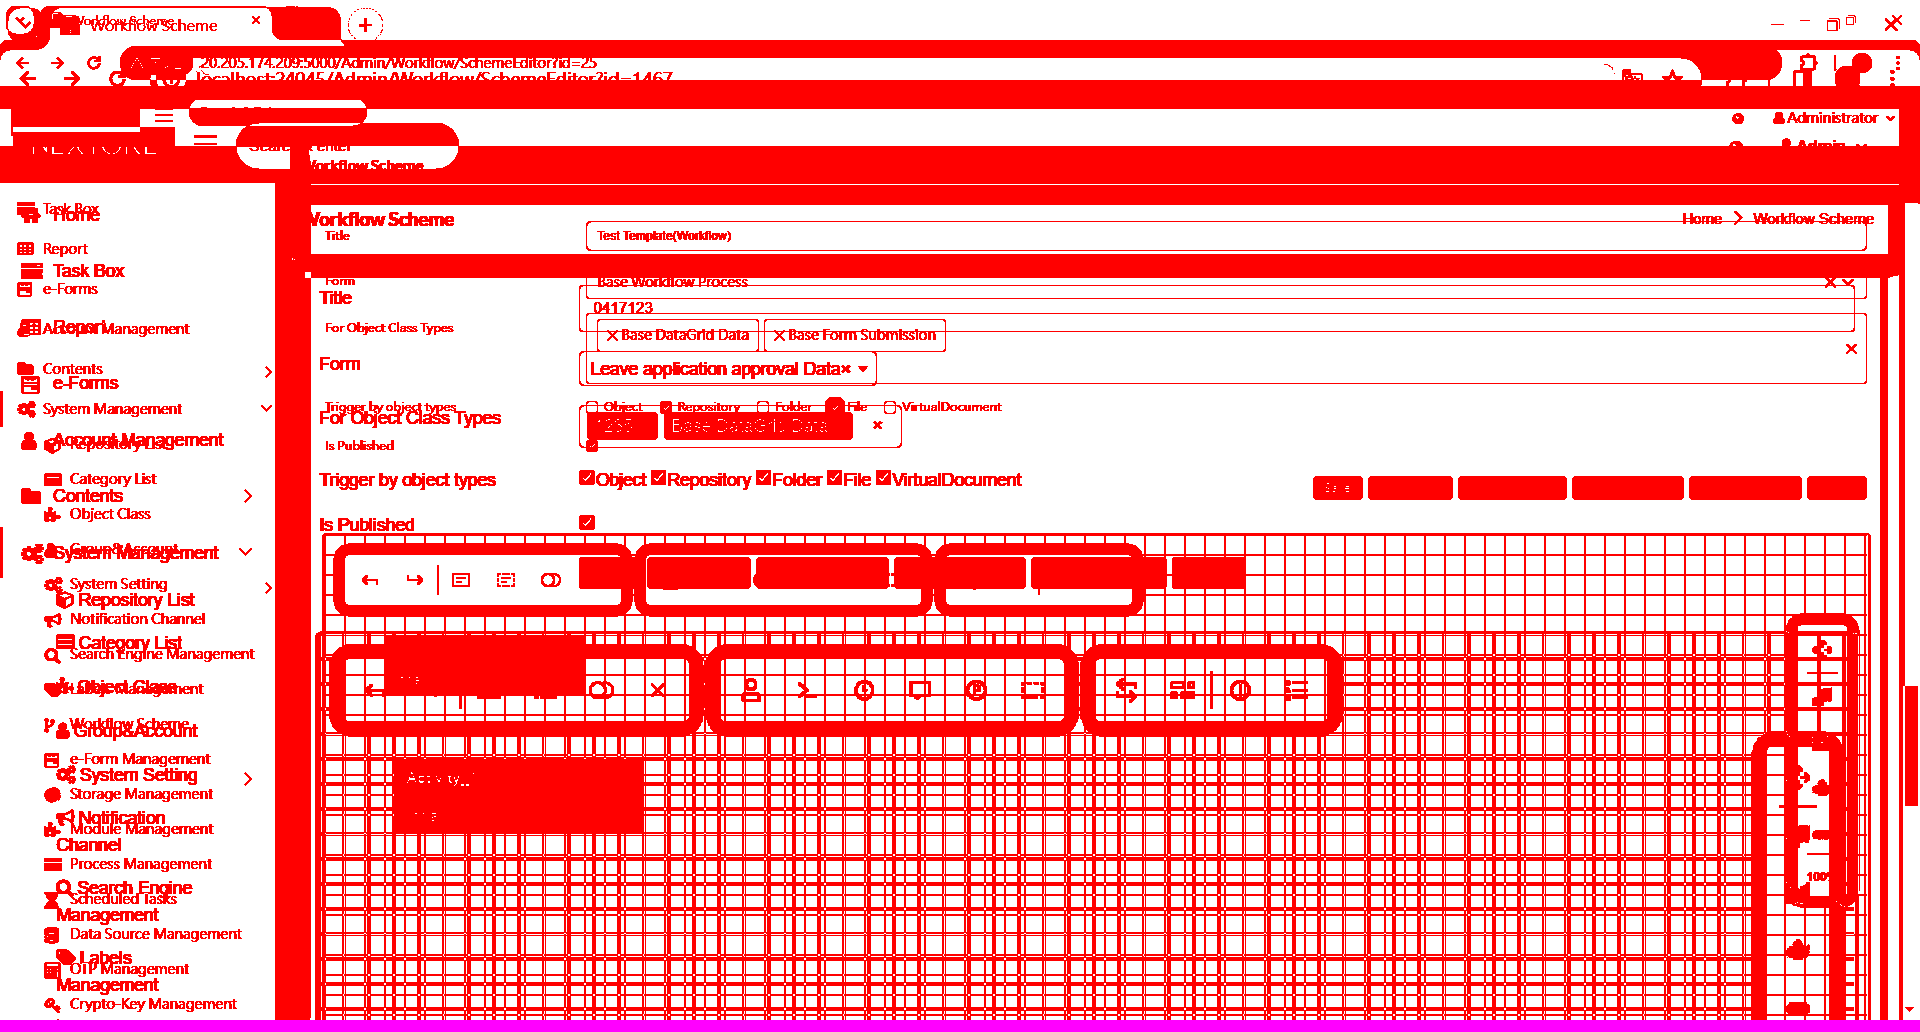 Workflow Scheme
Workflow Scheme
20.205.174.209:5000/Admin/Workflow/SchemeEditor?id=25
localhost:24045/Admin/Workflow/SchemeEditor?id=1467
Administrator
Admin
Workflow Scheme
Workflow Scheme
Home > Workflow Scheme
Task Box
Home
Report
Task Box
e-Forms
Report
Account Management
Contents
e-Forms
System Management
Account Management
Repository List
Category List
Contents
Object Class
Group&Account
System Management
System Setting
Repository List
Notification Channel
Category List
Search Engine Management
Object Class
Management
Workflow Scheme
Group&Account
e-Form Management
System Setting
Storage Management
Notification
Module Management
Channel
Process Management
Search Engine
Scheduled Tasks
Management
Data Source Management
Labels
OTP Management
Management
Crypto-Key Management
Title
Test Template(Workflow)
Form
Base Workflow Process
Title
0417123
For Object Class Types
Base DataGrid Data
Base Form Submission
Form
Leave application approval Data
Trigger by object types
Object Repository Folder File VirtualDocument
For Object Class Types
Base DataGrid Data
Is Published
Trigger by object types
Object Repository Folder File VirtualDocument
Is Published
Activity_
100%